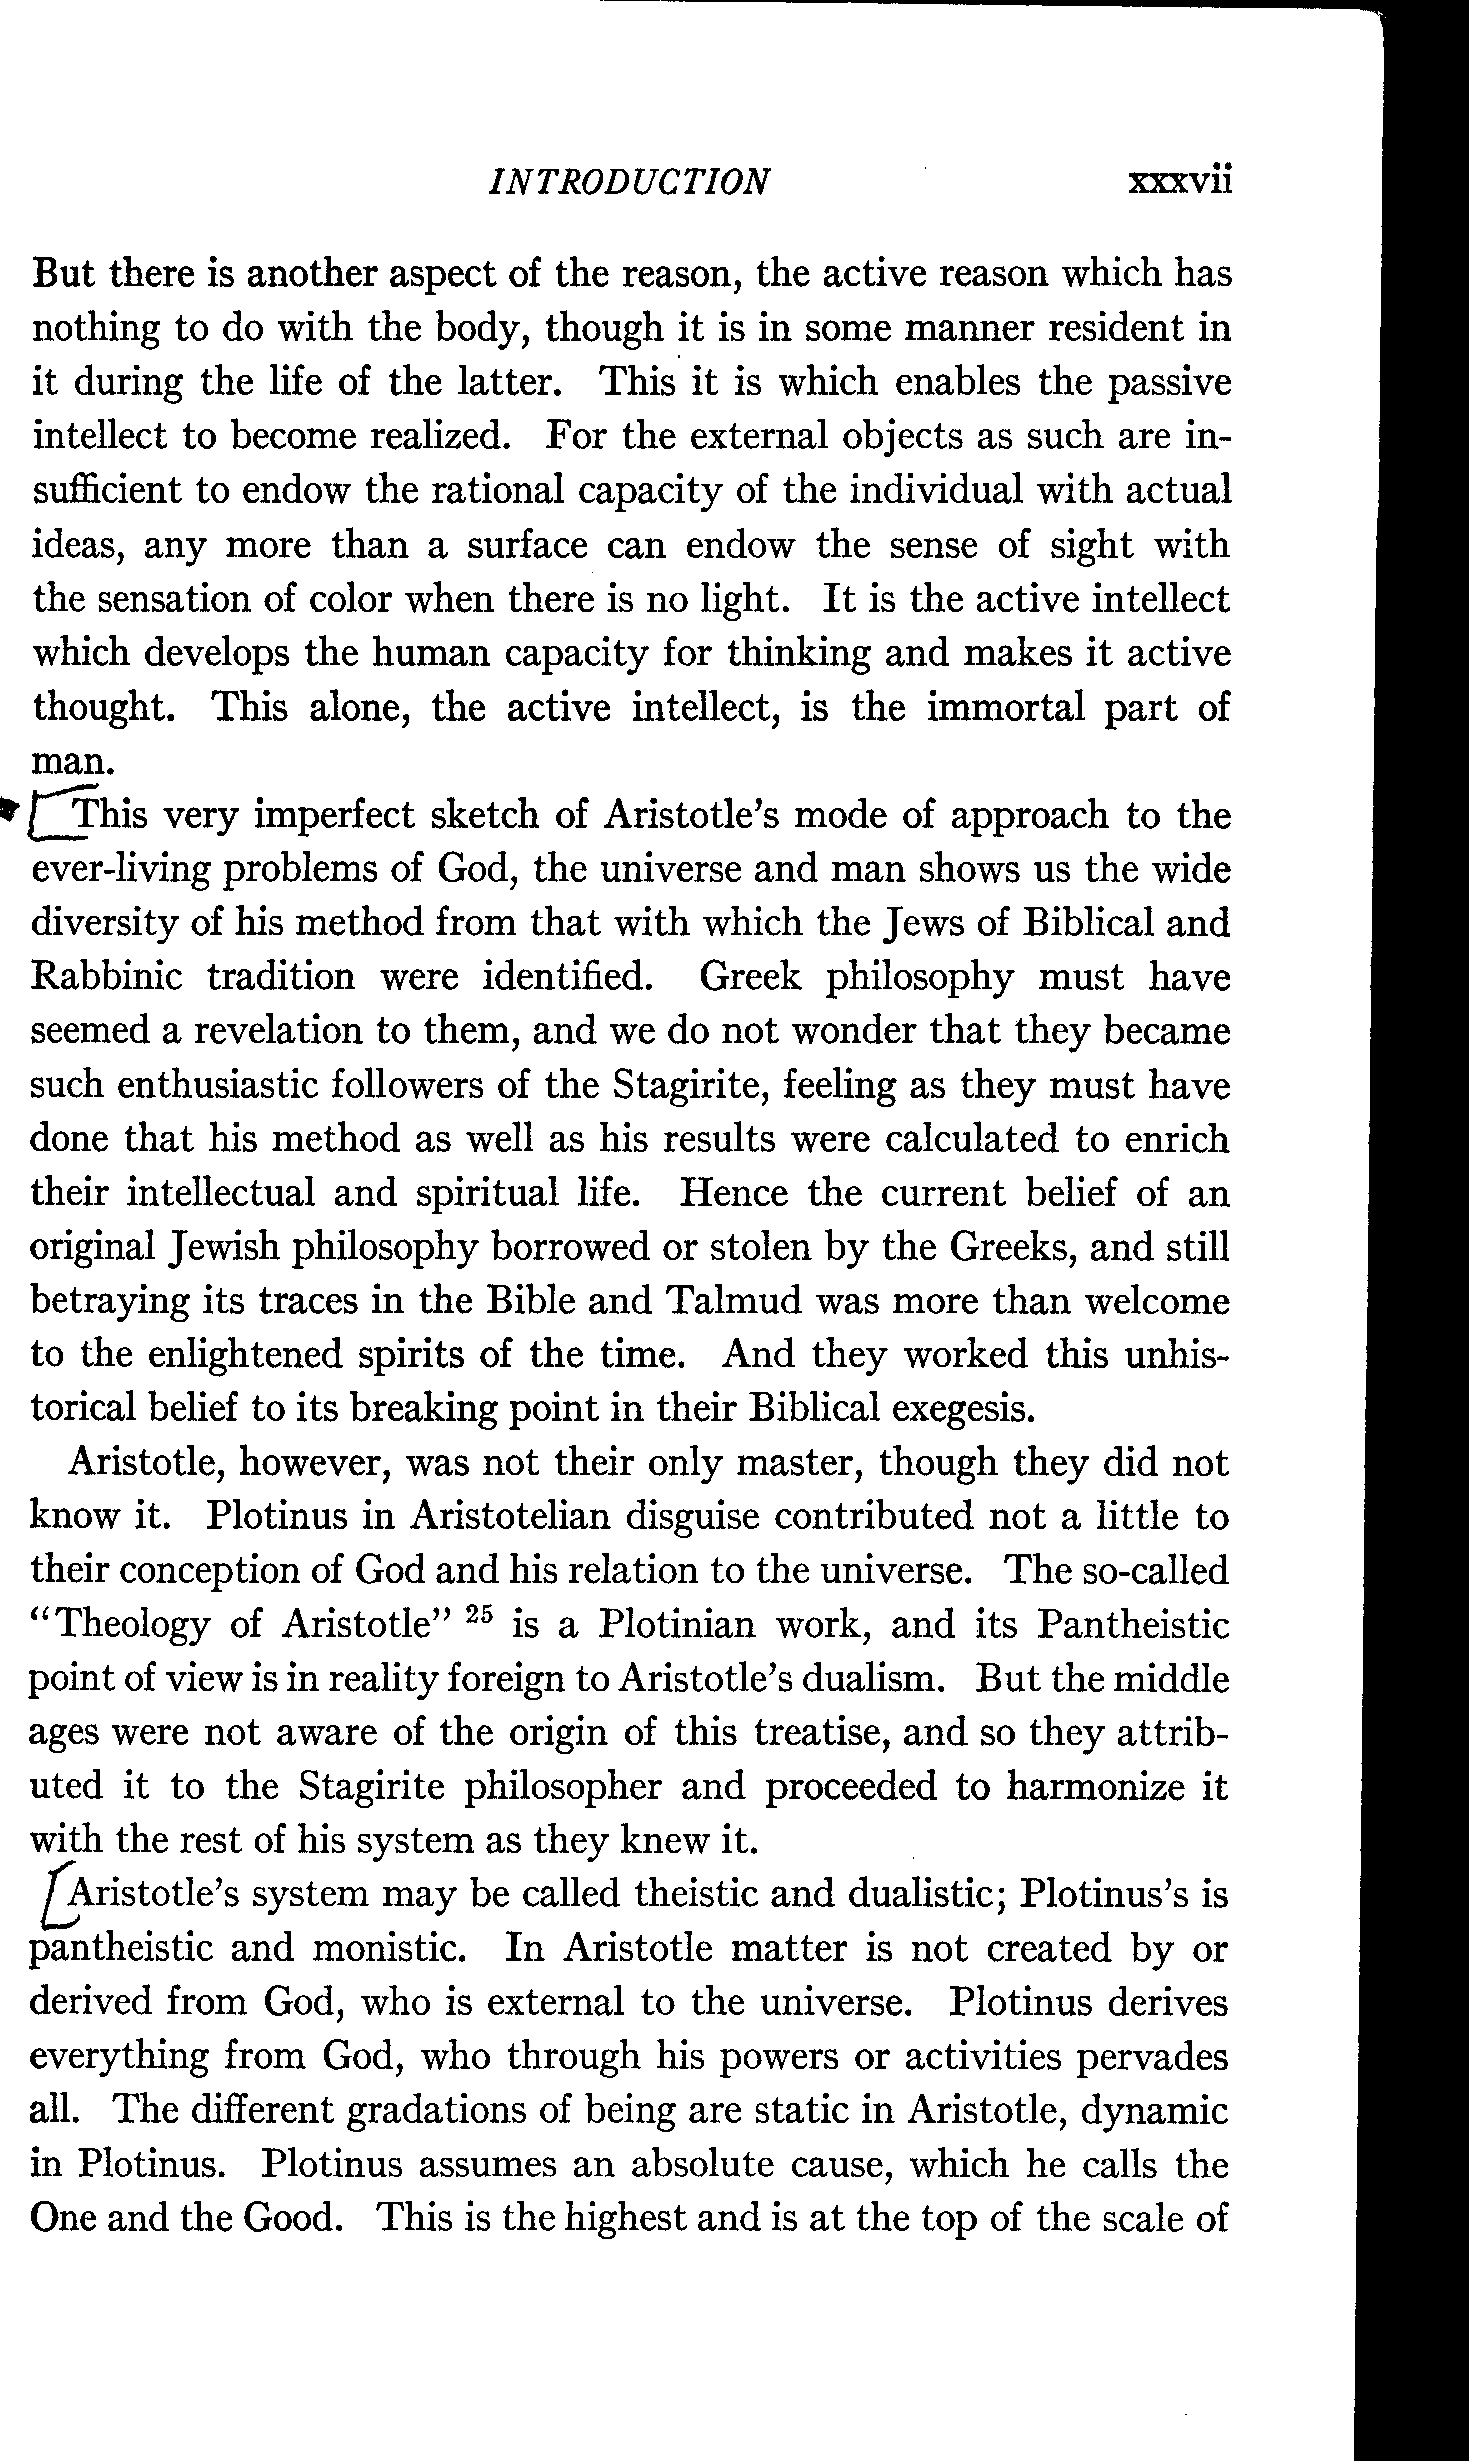 INTRODUCTION xxxvii
But there is another aspect of the reason, the active reason which has
nothing to do with the body, though it is in some manner resident in
it during the life of the latter. This it is which enables the passive
intellect to become realized. For the external objects as such are in-
sufficient to endow the rational capacity of the individual with actual
ideas, any more than a surface can endow the sense of sight with
the sensation of color when there is no light. It is the active intellect
which develops the human capacity for thinking and makes it active
thought. This alone, the active intellect, is the immortal part of
man.
This very imperfect sketch of Aristotle's mode of approach to the
ever-living problems of God, the universe and man shows us the wide
diversity of his method from that with which the Jews of Biblical and
Rabbinic tradition were identified. Greek philosophy must have
seemed a revelation to them, and we do not wonder that they became
such enthusiastic followers of the Stagirite, feeling as they must have
done that his method as well as his results were calculated to enrich
their intellectual and spiritual life. Hence the current belief of an
original Jewish philosophy borrowed or stolen by the Greeks, and still
betraying its traces in the Bible and Talmud was more than welcome
to the enlightened spirits of the time. And they worked this unhis-
torical belief to its breaking point in their Biblical exegesis.
Aristotle, however, was not their only master, though they did not
know it. Plotinus in Aristotelian disguise contributed not a little to
their conception of God and his relation to the universe. The so-called
"Theology of Aristotle" 25 is a Plotinian work, and its Pantheistic
point of view is in reality foreign to Aristotle's dualism. But the middle
ages were not aware of the origin of this treatise, and so they attrib-
uted it to the Stagirite philosopher and proceeded to harmonize it
with the rest of his system as they knew it.
Aristotle's system may be called theistic and dualistic; Plotinus's is
pantheistic and monistic. In Aristotle matter is not created by or
derived from God, who is external to the universe. Plotinus derives
everything from God, who through his powers or activities pervades
all. The different gradations of being are static in Aristotle, dynamic
in Plotinus. Plotinus assumes an absolute cause, which he calls the
One and the Good. This is the highest and is at the top of the scale of